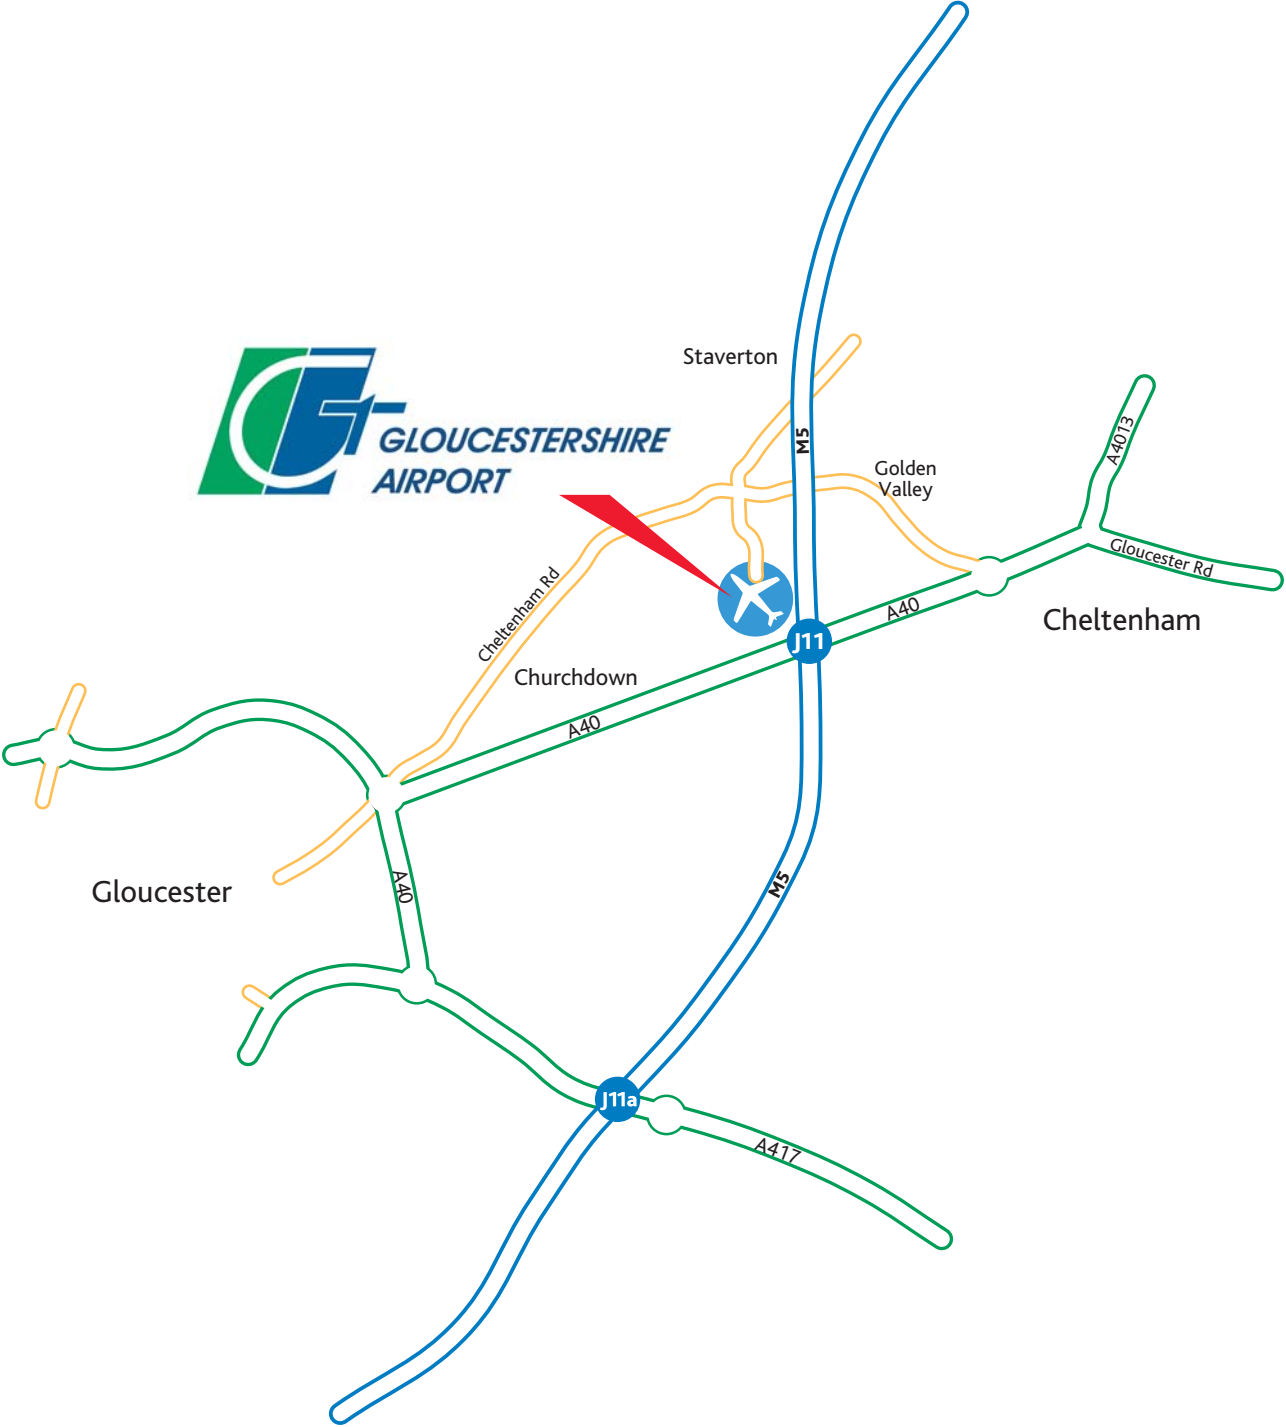 Staverton
GLOUCESTERSHIRE
AIRPORT
M5
A4013
Golden
Valley
Gloucester Rd
Cheltenham Rd
A40
Cheltenham
J11
Churchdown
A40
A40
Gloucester
M5
J11a
A417